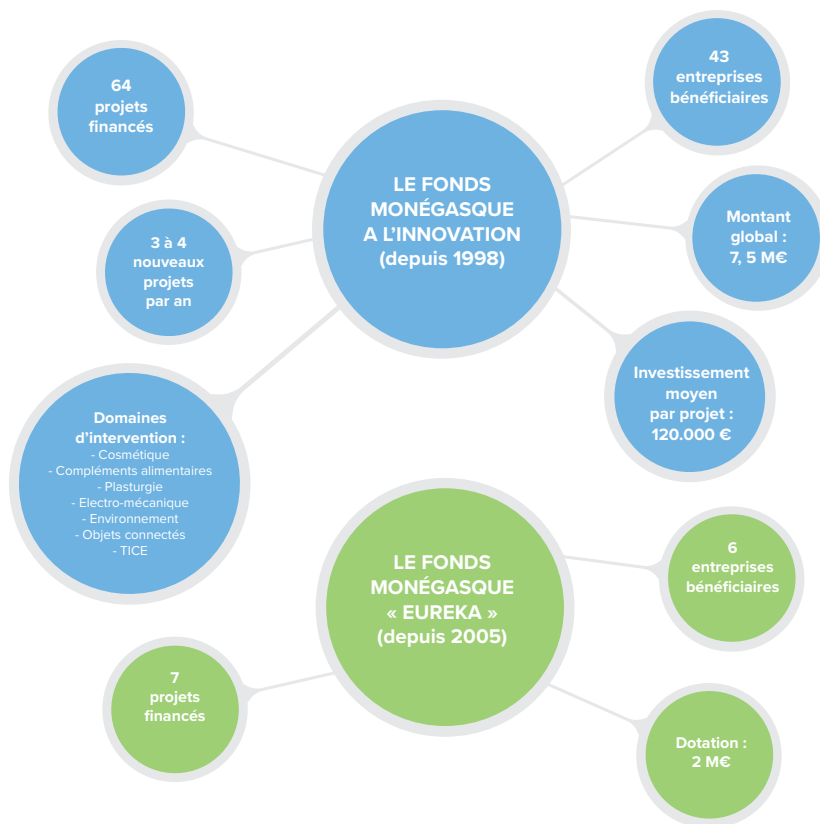 64
projets
financés
43
entreprises
bénéficiaires
LE FONDS
MONÉGASQUE
A L'INNOVATION
(depuis 1998)
3 à 4
nouveaux
projets
par an
Montant
global :
7, 5 M€
Investissement
moyen
par projet :
120.000 €
Domaines
d'intervention :
- Cosmétique
- Compléments alimentaires
- Plasturgie
- Electro-mécanique
- Environnement
- Objets connectés
- TICE
LE FONDS
MONÉGASQUE
« EUREKA »
(depuis 2005)
6
entreprises
bénéficiaires
7
projets
financés
Dotation :
2 M€